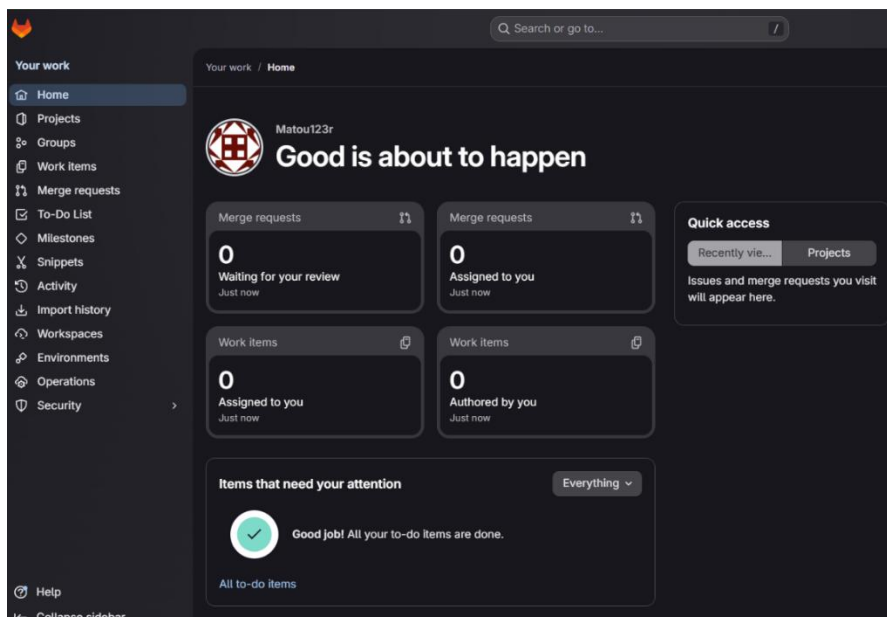 Search or go to...
/
Your work
Home
Projects
Groups
Work items
Merge requests
To-Do List
Milestones
Snippets
Activity
Import history
Workspaces
Environments
Operations
Security
Help
Collapse sidebar
Your work / Home
Matou123r
Good is about to happen
Merge requests
0
Waiting for your review
Just now
Merge requests
0
Assigned to you
Just now
Work items
0
Assigned to you
Just now
Work items
0
Authored by you
Just now
Items that need your attention
Everything
Good job! All your to-do items are done.
All to-do items
Quick access
Recently vie...
Projects
Issues and merge requests you visit
will appear here.